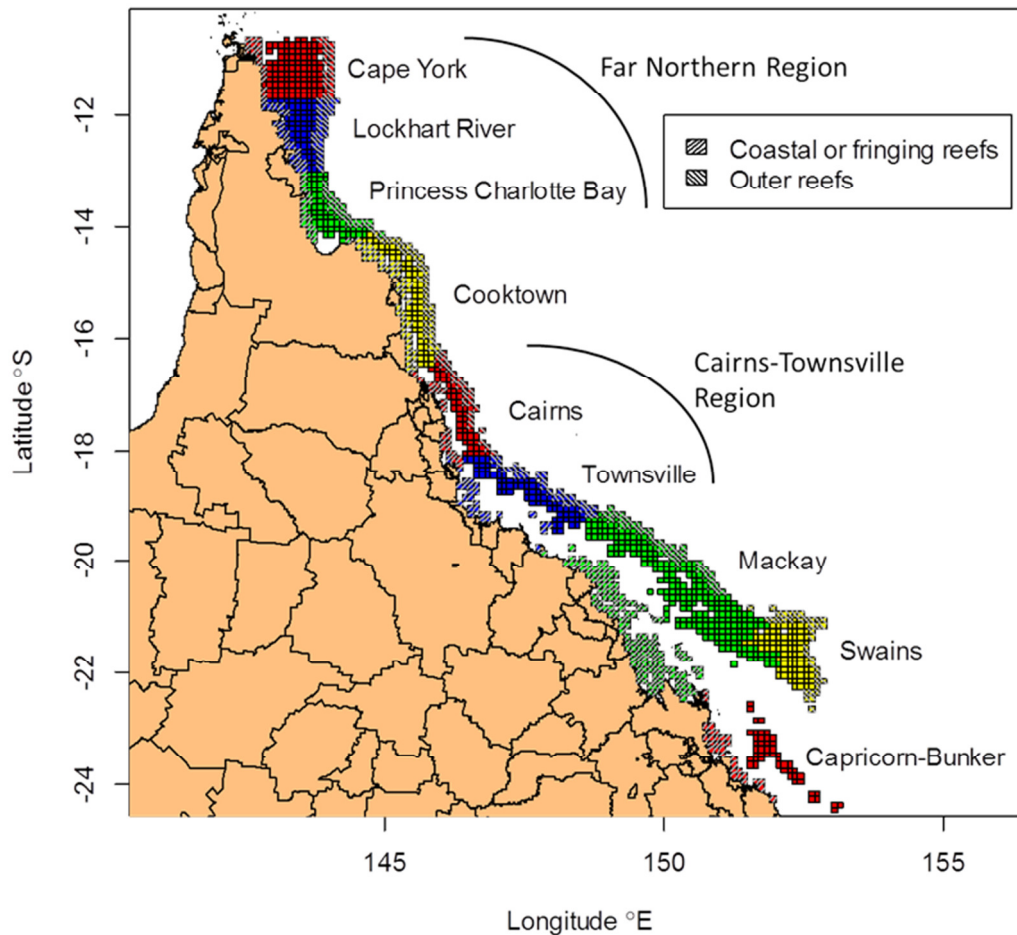 Cape York
Far Northern Region
Lockhart River
Coastal or fringing reefs
Outer reefs
Princess Charlotte Bay
Cooktown
Cairns-Townsville
Region
Cairns
Townsville
Mackay
Swains
Capricorn-Bunker
-12
-14
-16
-18
-20
-22
-24
Latitude °S
145
150
155
Longitude °E